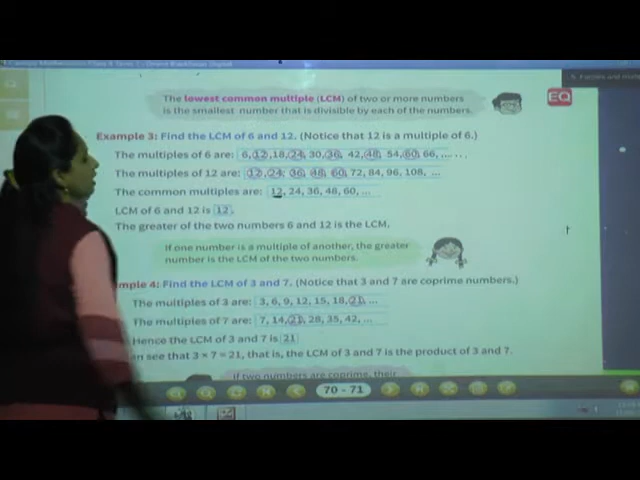 5. Factors and
The lowest common multiple (LCM) of two or more numbers
is the smallest number that is divisible by each of the numbers.
EQ
Example 3: Find the LCM of 6 and 12. (Notice that 12 is a multiple of 6.)
The multiples of 6 are: 6, 12, 18, 24, 30, 36, 42, 48, 54, 60, 66, ...
The multiples of 12 are: 12, 24, 36, 48, 60, 72, 84, 96, 108, ...
The common multiples are: 12, 24, 36, 48, 60, ...
LCM of 6 and 12 is 12.
The greater of the two numbers 6 and 12 is the LCM.
If one number is a multiple of another, the greater
number is the LCM of the two numbers.
mple 4: Find the LCM of 3 and 7. (Notice that 3 and 7 are coprime numbers.)
The multiples of 3 are: 3, 6, 9, 12, 15, 18, 21, ...
The multiples of 7 are: 7, 14, 21, 28, 35, 42, ...
Hence the LCM of 3 and 7 is 21
an see that 3 × 7 = 21, that is, the LCM of 3 and 7 is the product of 3 and 7.
If two numbers are coprime, their
70 - 71